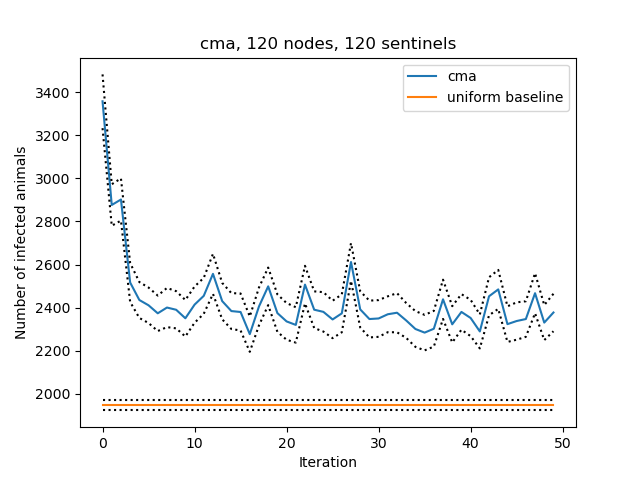 cma, 120 nodes, 120 sentinels
cma
uniform baseline
3400
3200
3000
2800
2600
2400
2200
2000
Number of infected animals
0
10
20
30
40
50
Iteration